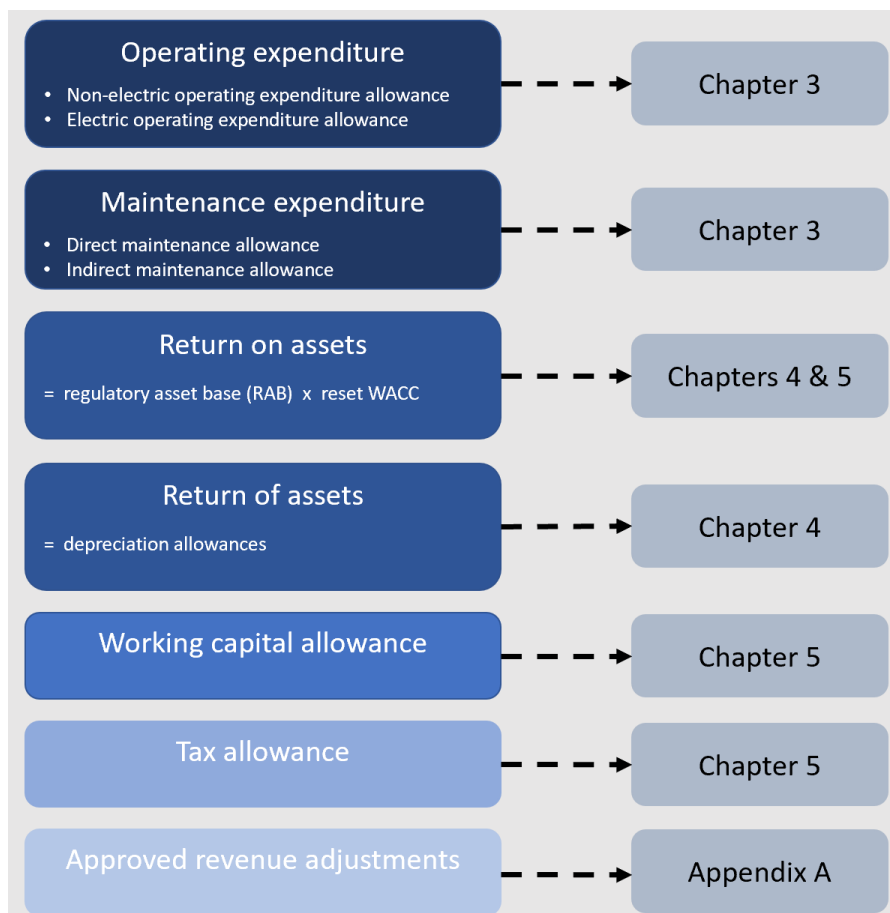 Operating expenditure
• Non-electric operating expenditure allowance
• Electric operating expenditure allowance
Chapter 3
Maintenance expenditure
• Direct maintenance allowance
• Indirect maintenance allowance
Chapter 3
Return on assets
= regulatory asset base (RAB) x reset WACC
Chapters 4 & 5
Return of assets
= depreciation allowances
Chapter 4
Working capital allowance
Chapter 5
Tax allowance
Chapter 5
Approved revenue adjustments
Appendix A